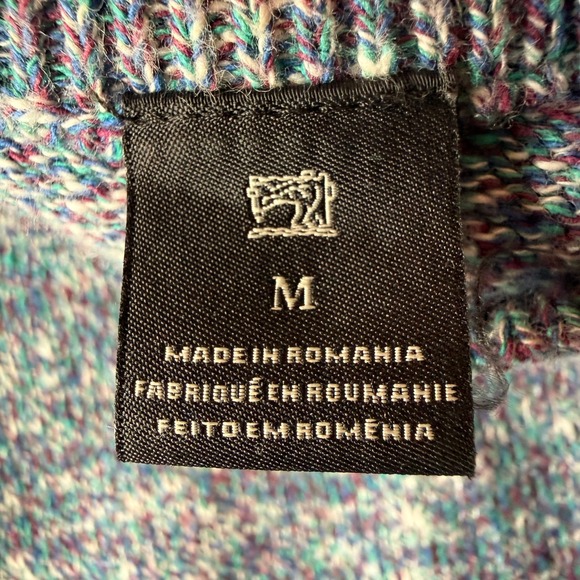 M
MADE IN ROMANIA
FABRIQUÉ EN ROUMANIE
FEITO EM ROMÊNIA